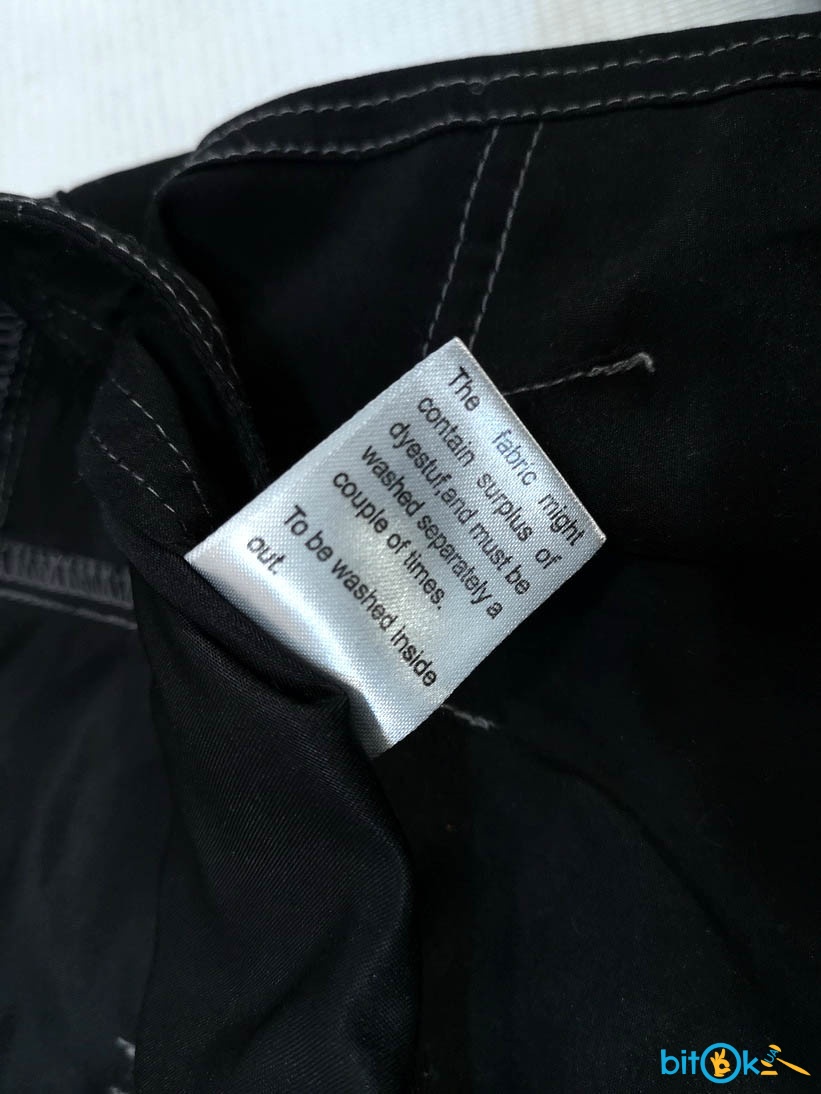 The fabric might
contain surplus of
dyestuf.and must be
washed separately a
couple of times.
To be washed inside
out.
bitOk
UA